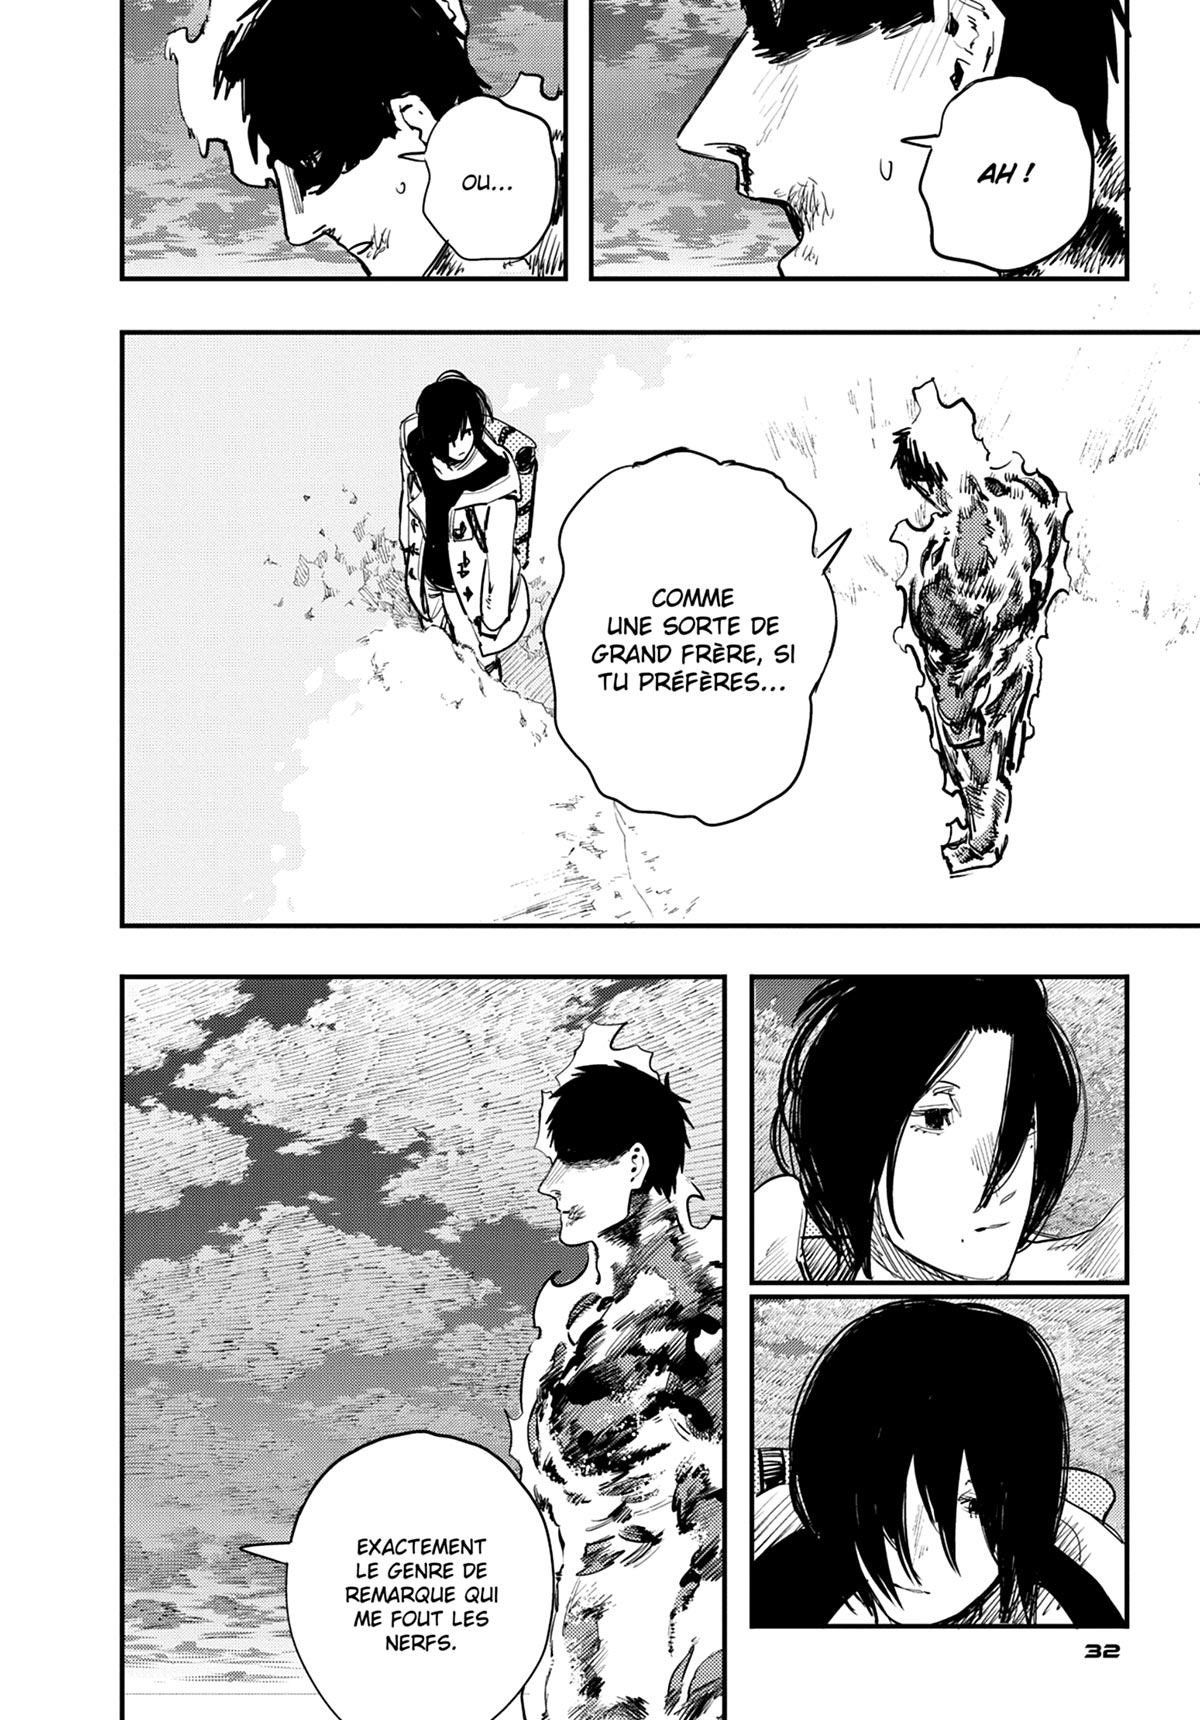 AH !
OU...
COMME
UNE SORTE DE
GRAND FRÈRE, SI
TU PRÉFÈRES...
EXACTEMENT
LE GENRE DE
REMARQUE QUI
ME FOUT LES
NERFS.
32